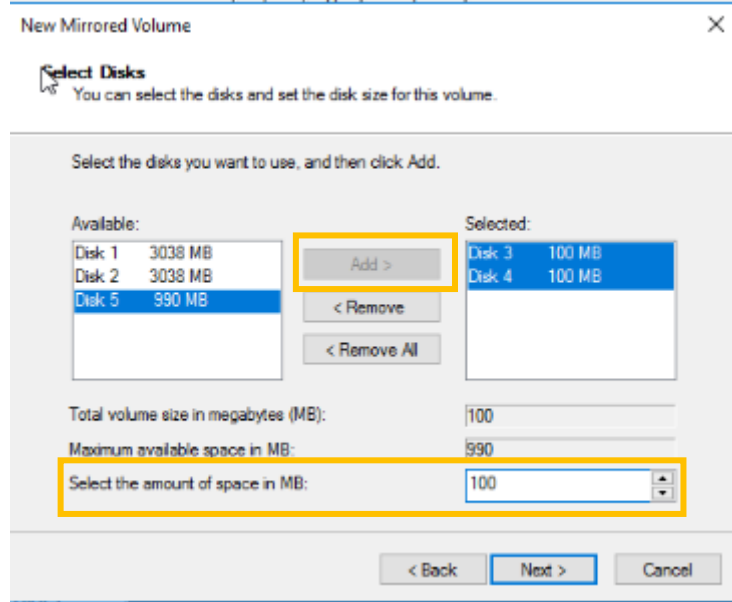 New Mirrored Volume
Select Disks
You can select the disks and set the disk size for this volume.
Select the disks you want to use, and then click Add.
Available:
Selected:
Disk 1 3038 MB
Disk 2 3038 MB
Disk 5 990 MB
Add >
< Remove
< Remove All
Disk 3 100 MB
Disk 4 100 MB
Total volume size in megabytes (MB): 100
Maximum available space in MB: 990
Select the amount of space in MB: 100
< Back Next > Cancel